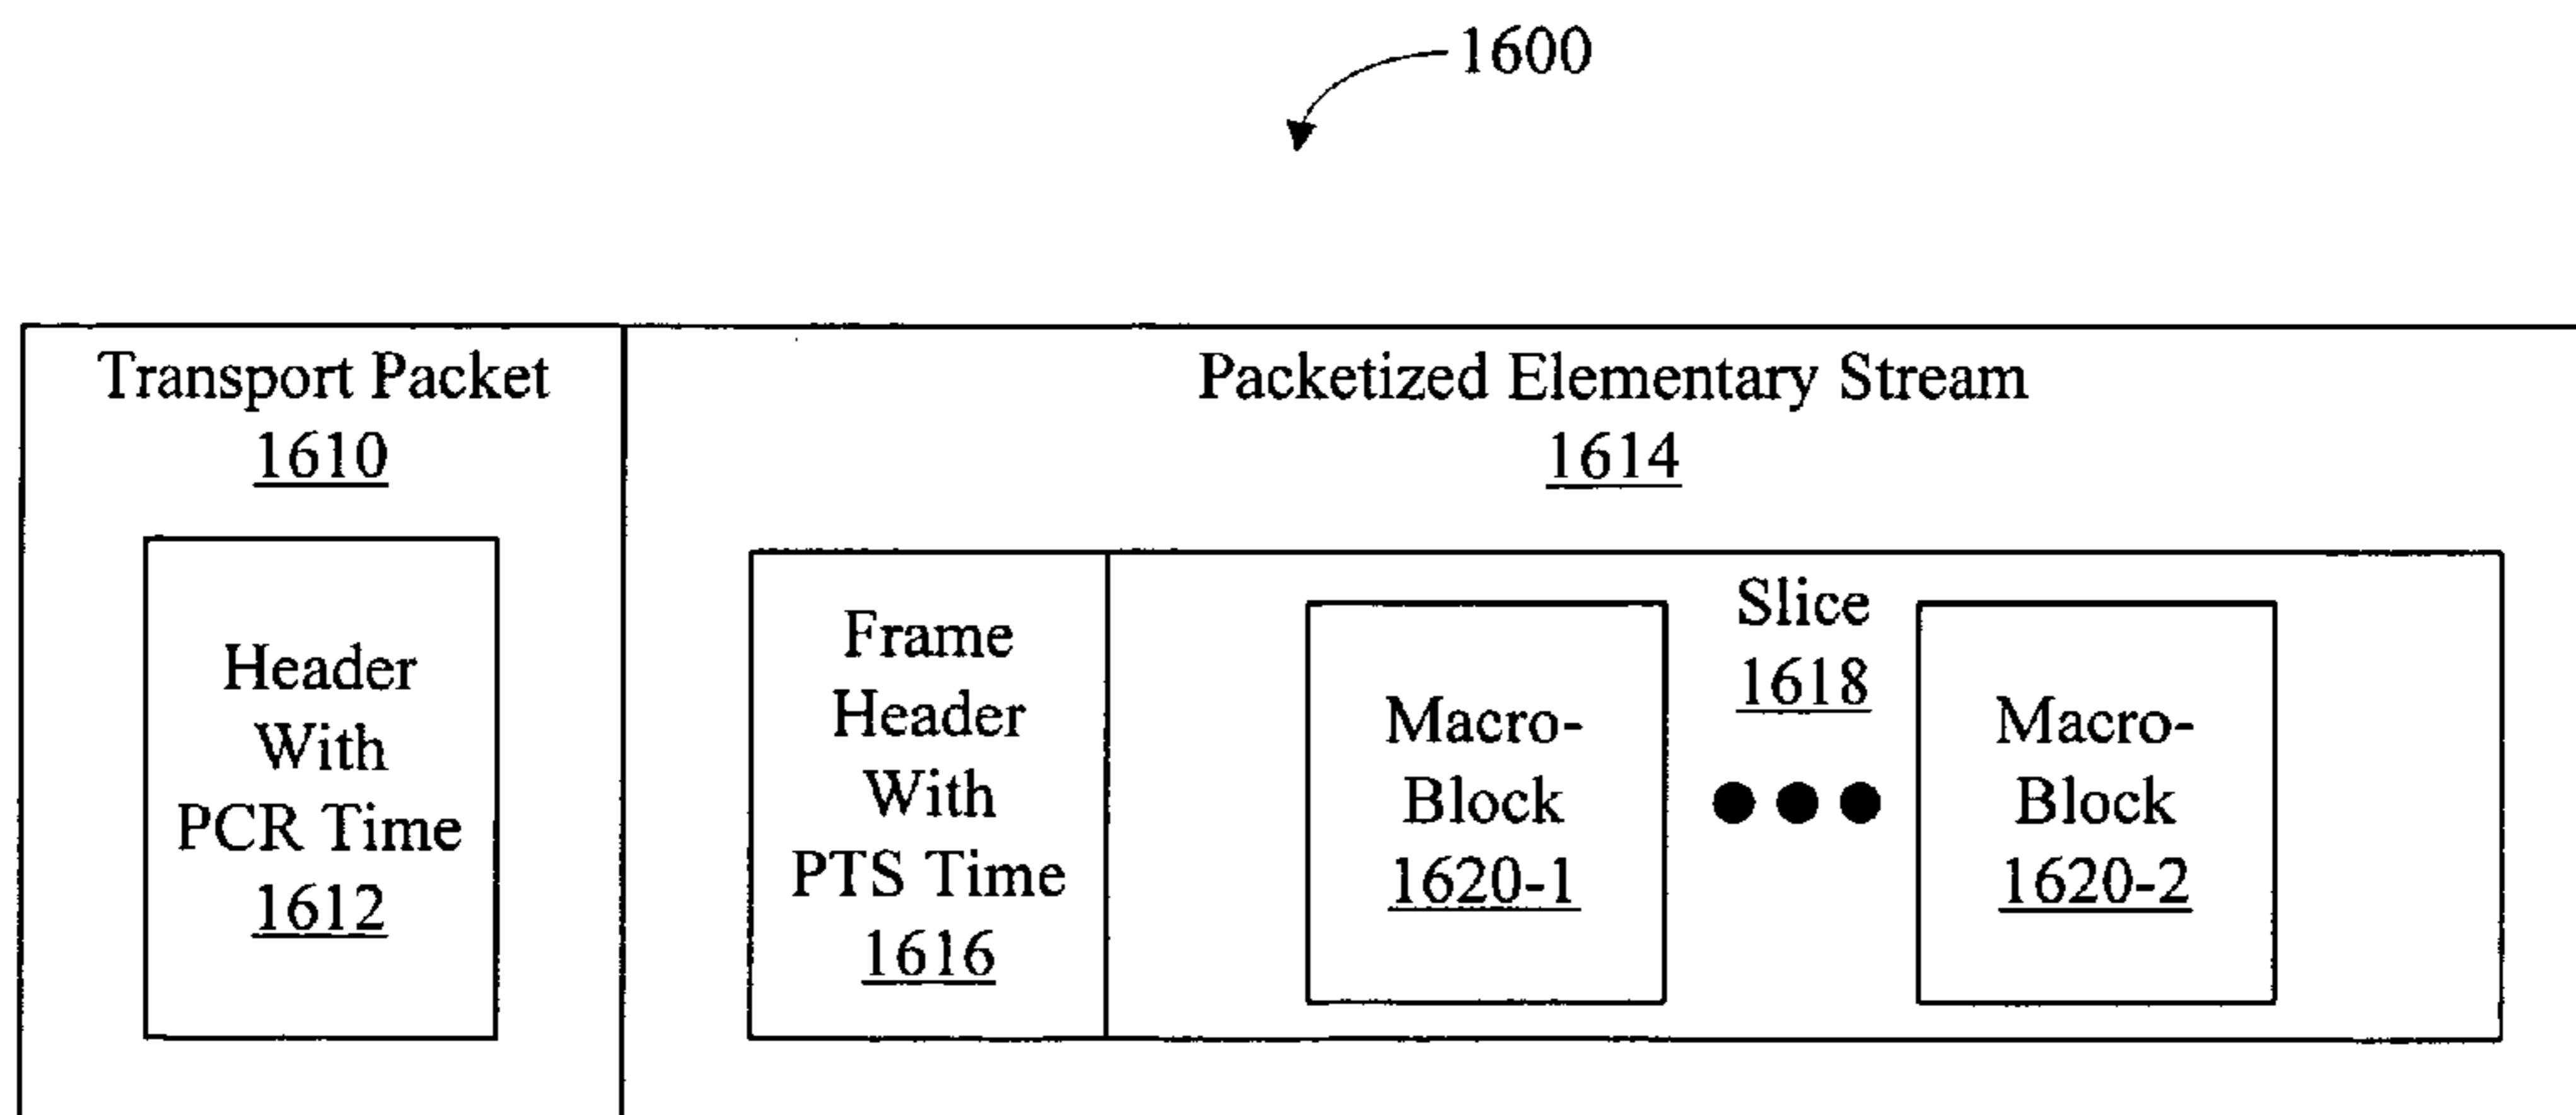 1600
Transport Packet
1610
Header
With
PCR Time
1612
Packetized Elementary Stream
1614
Frame
Header
With
PTS Time
1616
Slice
1618
Macro-
Block
1620-1
Macro-
Block
1620-2